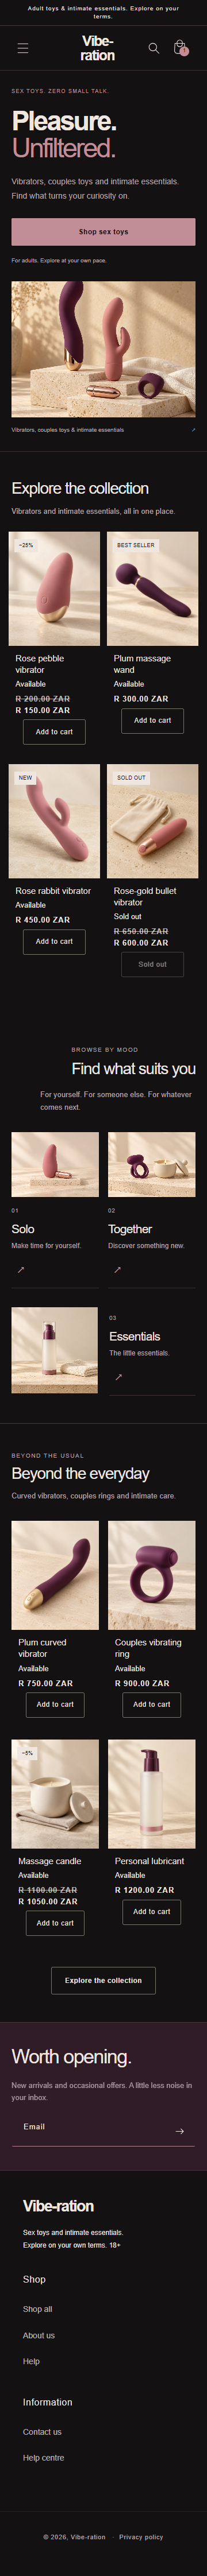 Adult toys & intimate essentials. Explore on your
terms.
Vibe-
ration
1
SEX TOYS. ZERO SMALL TALK.
Pleasure.
Unfiltered.
Vibrators, couples toys and intimate essentials.
Find what turns your curiosity on.
Shop sex toys
For adults. Explore at your own pace.
Vibrators, couples toys & intimate essentials
Explore the collection
Vibrators and intimate essentials, all in one place.
−25%
BEST SELLER
Rose pebble
vibrator
Available
R 200.00 ZAR
R 150.00 ZAR
Add to cart
Plum massage
wand
Available
R 300.00 ZAR
Add to cart
NEW
SOLD OUT
Rose rabbit vibrator
Available
R 450.00 ZAR
Add to cart
Rose-gold bullet
vibrator
Sold out
R 650.00 ZAR
R 600.00 ZAR
Sold out
BROWSE BY MOOD
Find what suits you
For yourself. For someone else. For whatever
comes next.
01
Solo
Make time for yourself.
02
Together
Discover something new.
03
Essentials
The little essentials.
BEYOND THE USUAL
Beyond the everyday
Curved vibrators, couples rings and intimate care.
Plum curved
vibrator
Available
R 750.00 ZAR
Add to cart
Couples vibrating
ring
Available
R 900.00 ZAR
Add to cart
−5%
Massage candle
Available
R 1100.00 ZAR
R 1050.00 ZAR
Add to cart
Personal lubricant
Available
R 1200.00 ZAR
Add to cart
Explore the collection
Worth opening.
New arrivals and occasional offers. A little less noise in
your inbox.
Email
Vibe-ration
Sex toys and intimate essentials.
Explore on your own terms. 18+
Shop
Shop all
About us
Help
Information
Contact us
Help centre
© 2026, Vibe-ration · Privacy policy